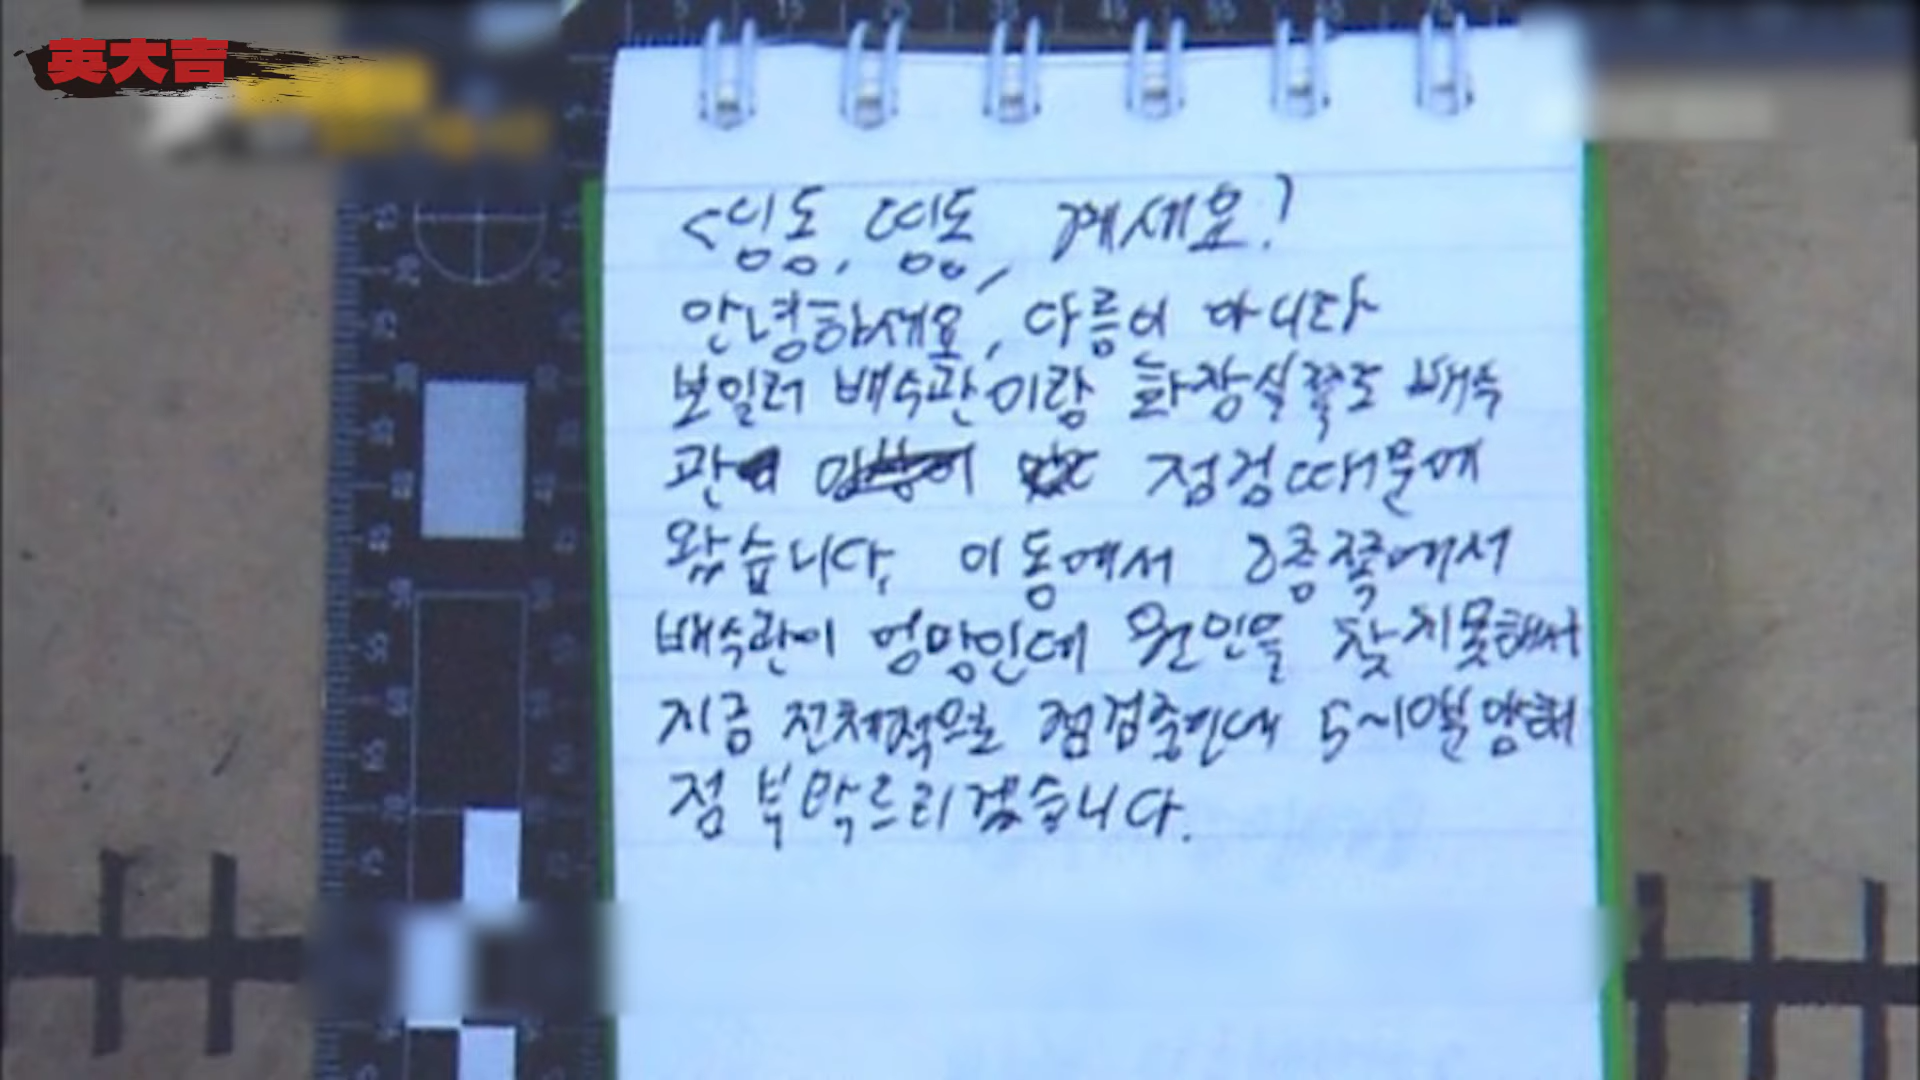 英大吉
<띵동, 띵동, 계세요?
안녕하세요, 다름이 아니라
보일러 배수관이랑 화장실쪽도 배수
관 점검때문에
왔습니다, 이 동에서 2층쪽에서
배수관이 엉망인데 원인을 찾지못해서
지금 전체적으로 점검중인데 5~10분 양해
점 부탁드리겠습니다.